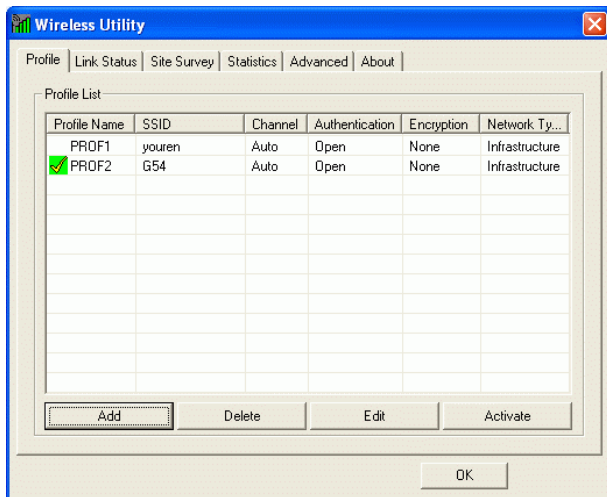 Wireless Utility
Profile Link Status Site Survey Statistics Advanced About
Profile List
Profile Name SSID Channel Authentication Encryption Network Ty...
PROF1 youren Auto Open None Infrastructure
PROF2 G54 Auto Open None Infrastructure
Add Delete Edit Activate
OK